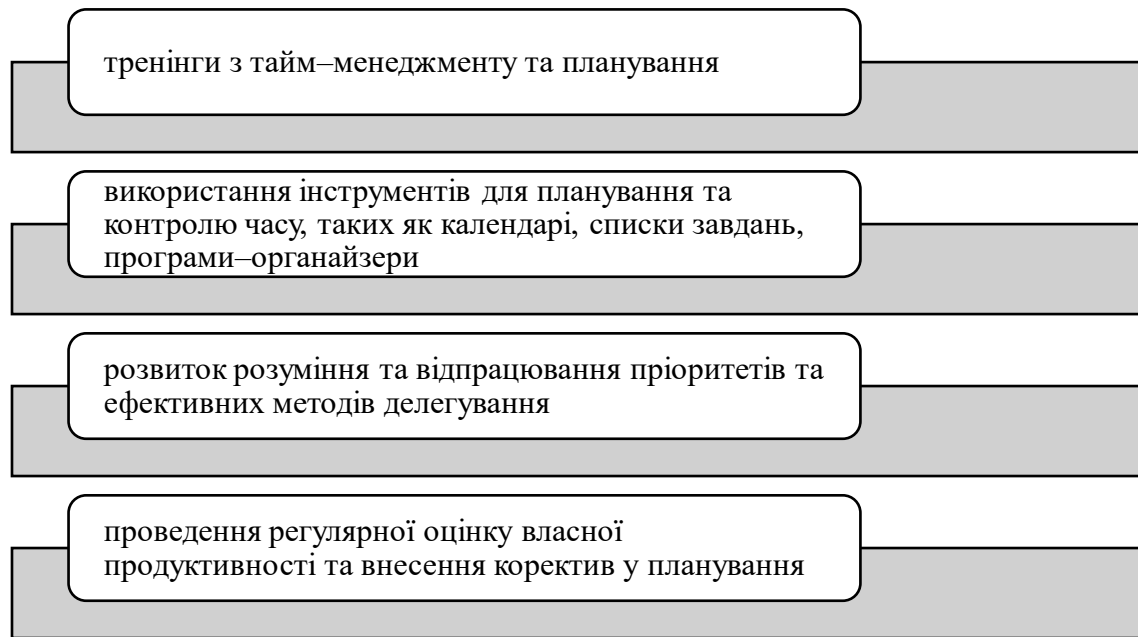 тренінги з тайм–менеджменту та планування
використання інструментів для планування та
контролю часу, таких як календарі, списки завдань,
програми–органайзери
розвиток розуміння та відпрацювання пріоритетів та
ефективних методів делегування
проведення регулярної оцінку власної
продуктивності та внесення коректив у планування